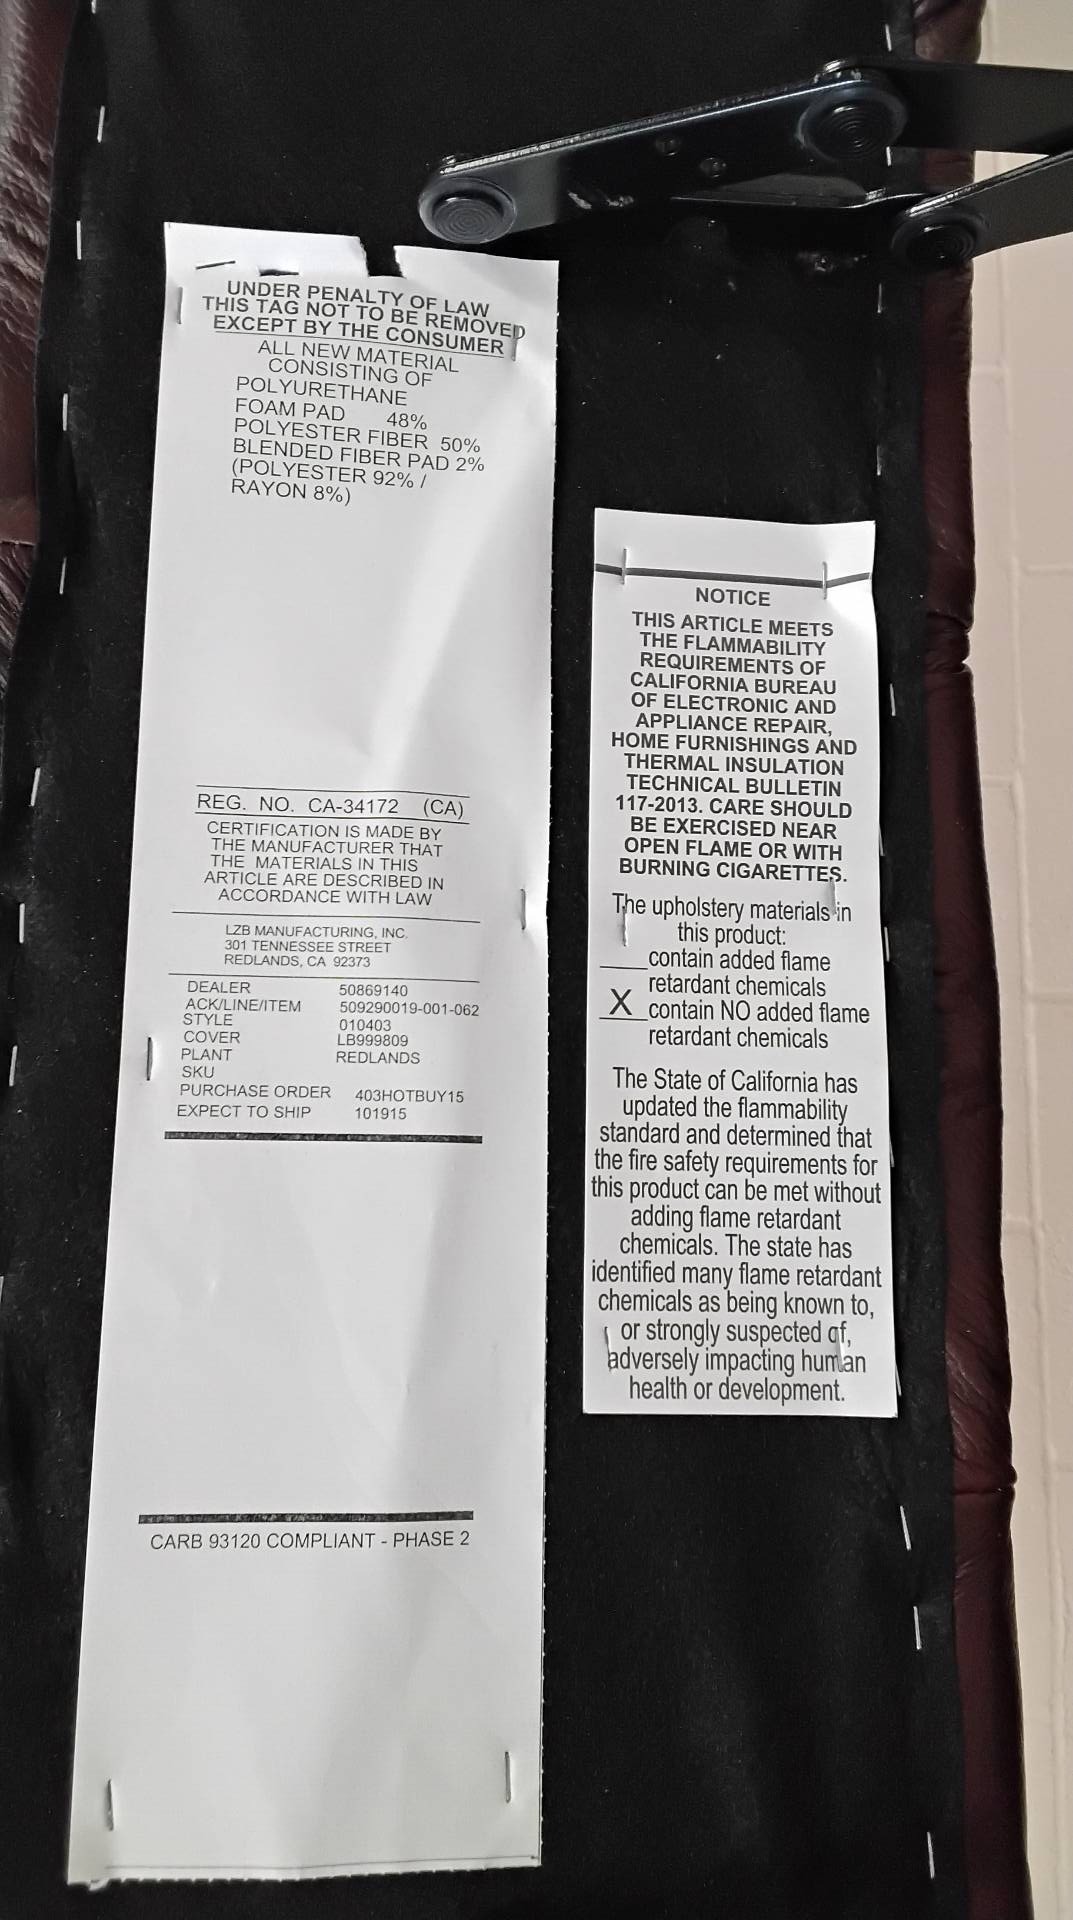 UNDER PENALTY OF LAW
THIS TAG NOT TO BE REMOVED
EXCEPT BY THE CONSUMER
ALL NEW MATERIAL
CONSISTING OF
POLYURETHANE
FOAM PAD 48%
POLYESTER FIBER 50%
BLENDED FIBER PAD 2%
(POLYESTER 92% /
RAYON 8%)
REG. NO. CA-34172 (CA)
CERTIFICATION IS MADE BY
THE MANUFACTURER THAT
THE MATERIALS IN THIS
ARTICLE ARE DESCRIBED IN
ACCORDANCE WITH LAW
LZB MANUFACTURING, INC.
301 TENNESSEE STREET
REDLANDS, CA 92373
DEALER 50869140
ACK/LINE/ITEM 509290019-001-062
STYLE 010403
COVER LB999809
PLANT REDLANDS
SKU
PURCHASE ORDER 403HOTBUY15
EXPECT TO SHIP 101915
CARB 93120 COMPLIANT - PHASE 2
NOTICE
THIS ARTICLE MEETS
THE FLAMMABILITY
REQUIREMENTS OF
CALIFORNIA BUREAU
OF ELECTRONIC AND
APPLIANCE REPAIR,
HOME FURNISHINGS AND
THERMAL INSULATION
TECHNICAL BULLETIN
117-2013. CARE SHOULD
BE EXERCISED NEAR
OPEN FLAME OR WITH
BURNING CIGARETTES.
The upholstery materials in
this product:
___contain added flame
retardant chemicals
X contain NO added flame
retardant chemicals
The State of California has
updated the flammability
standard and determined that
the fire safety requirements for
this product can be met without
adding flame retardant
chemicals. The state has
identified many flame retardant
chemicals as being known to,
or strongly suspected of,
adversely impacting human
health or development.